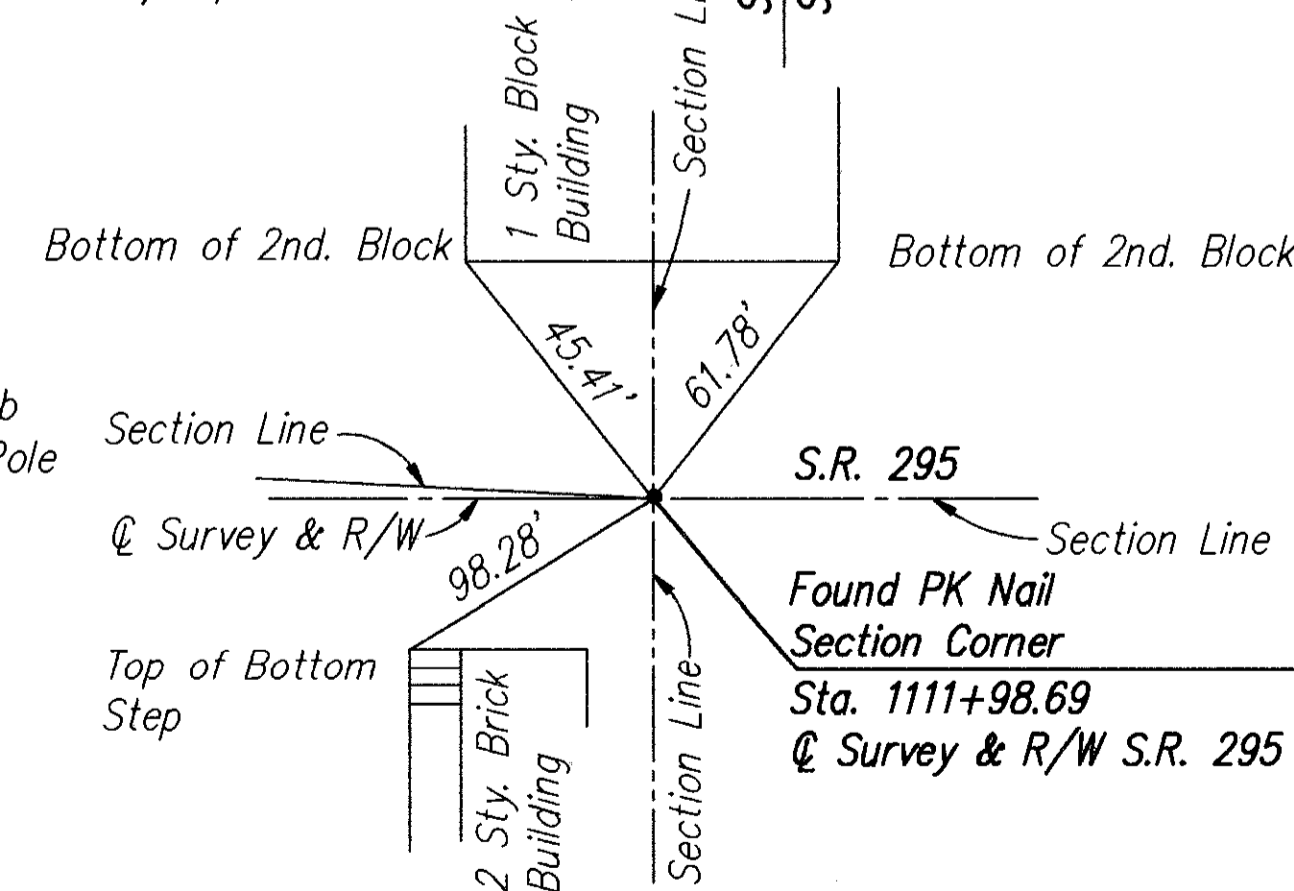 1 Sty. Block
Building
Section
Bottom of 2nd. Block
Bottom of 2nd. Block
45.41'
61.78'
Section Line
S.R. 295
℄ Survey & R/W
98.28'
Section Line
Found PK Nail
Section Corner
Top of Bottom
Step
Sta. 1111+98.69
℄ Survey & R/W S.R. 295
2 Sty. Brick
Building
Section Line